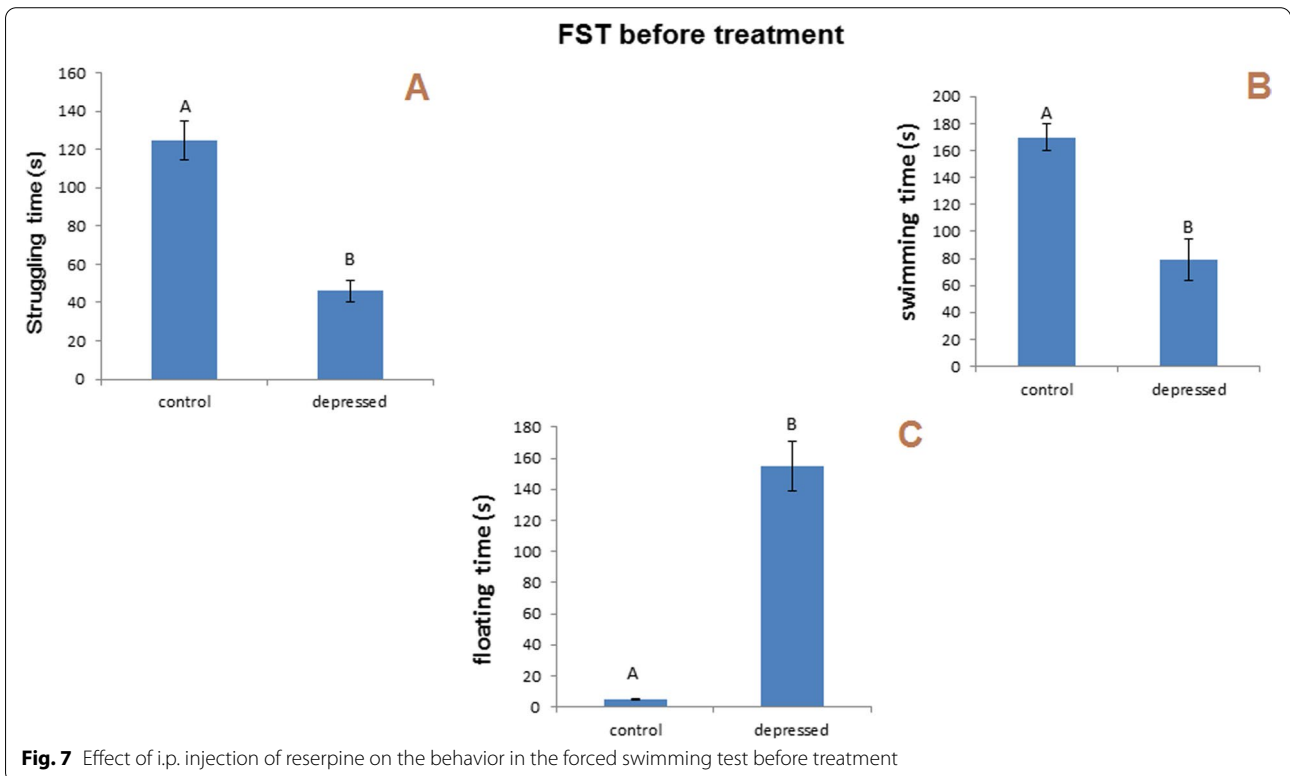 FST before treatment
A
Struggling time (s)
160
140
120
100
80
60
40
20
0
A
B
control depressed
B
swimming time (s)
200
180
160
140
120
100
80
60
40
20
0
A
B
control depressed
C
floating time (s)
180
160
140
120
100
80
60
40
20
0
A
B
control depressed
Fig. 7 Effect of i.p. injection of reserpine on the behavior in the forced swimming test before treatment